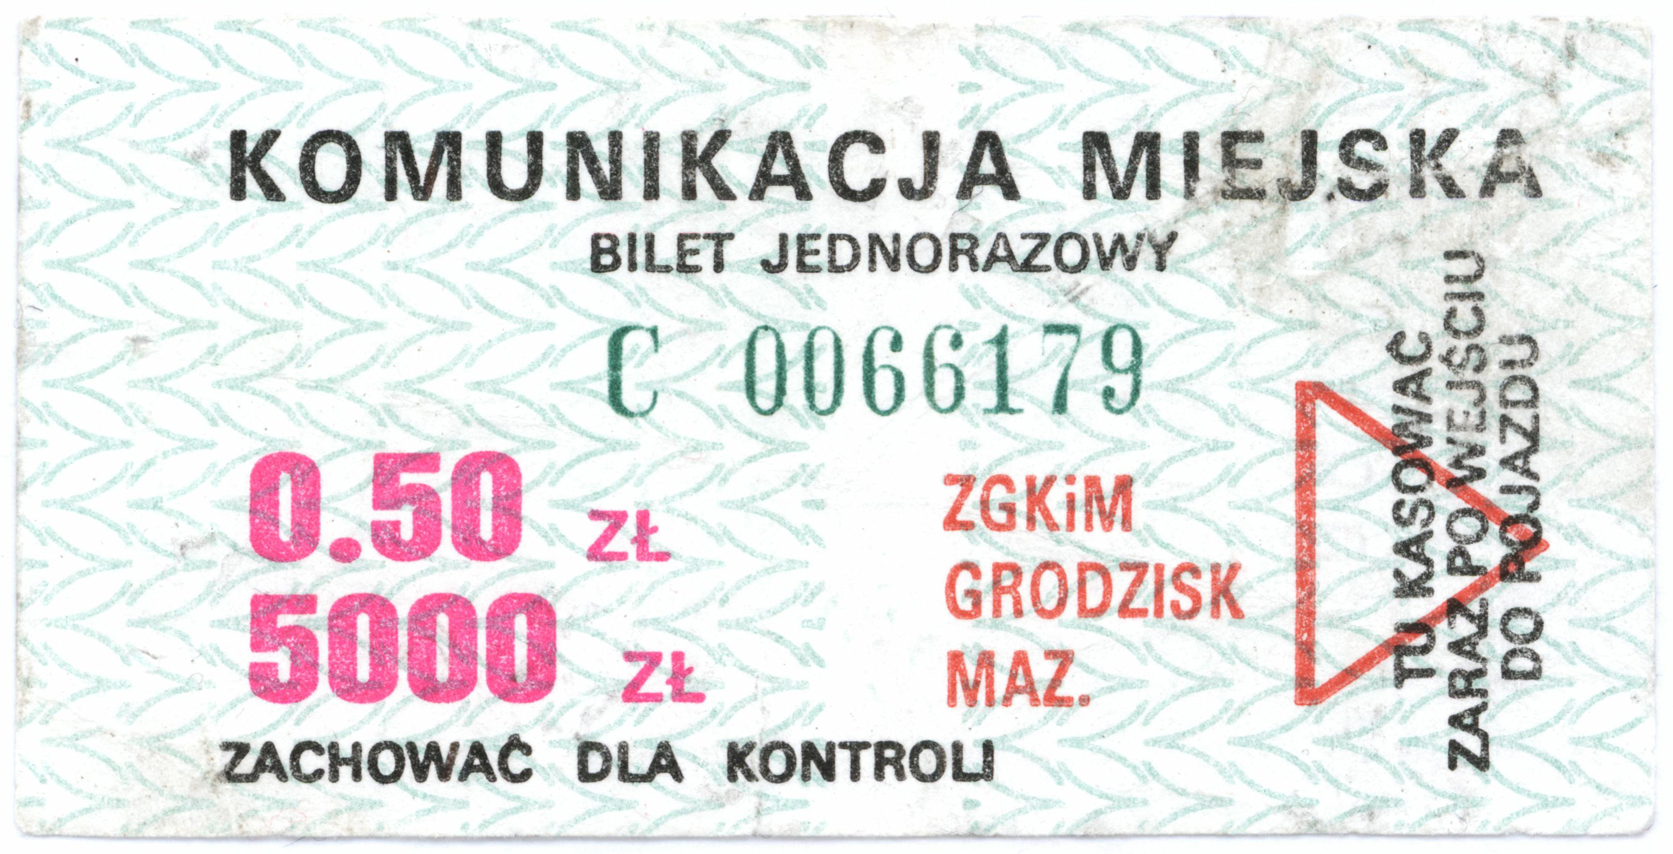 KOMUNIKACJA MIEJSKA
BILET JEDNORAZOWY
C 0066179
0.50 ZŁ
5000 ZŁ
ZGKiM
GRODZISK
MAZ.
TU KASOWAĆ
ZARAZ PO WEJŚCIU
DO POJAZDU
ZACHOWAĆ DLA KONTROLI